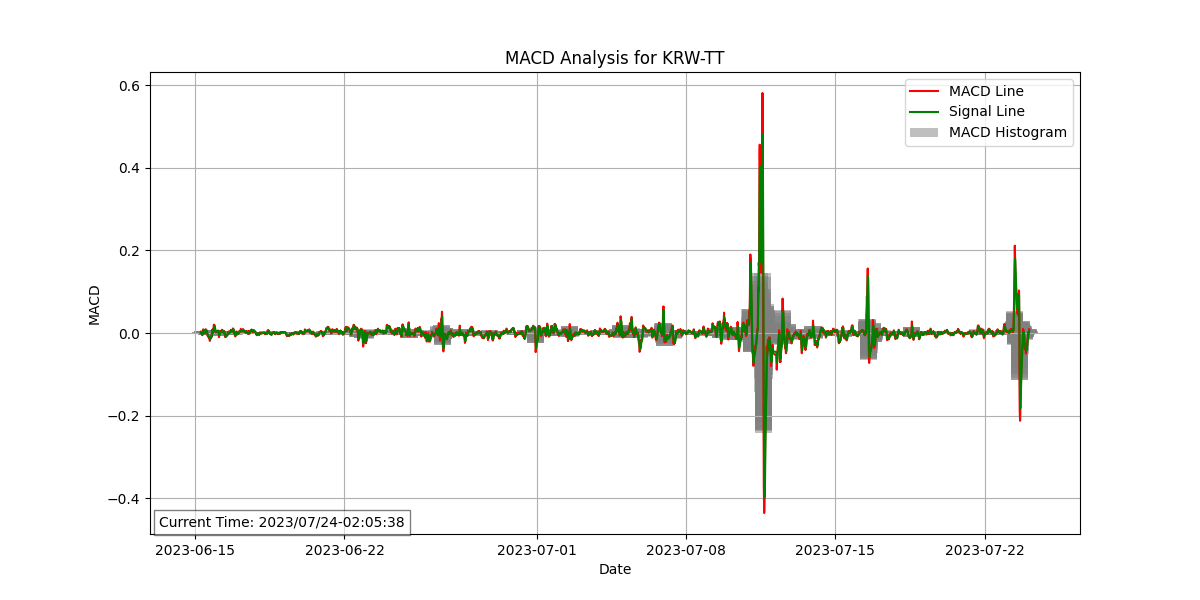 MACD Analysis for KRW-TT
MACD Line
Signal Line
MACD Histogram
0.6
0.4
0.2
0.0
−0.2
−0.4
MACD
Current Time: 2023/07/24-02:05:38
2023-06-15 2023-06-22 2023-07-01 2023-07-08 2023-07-15 2023-07-22
Date